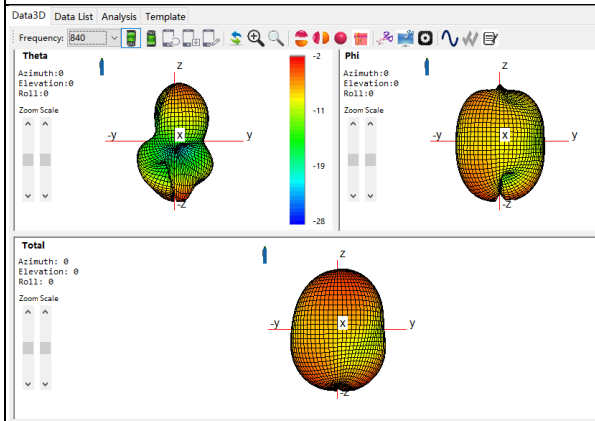 Data3D Data List Analysis Template
Frequency: 840
Theta
Azimuth:0
Elevation:0
Roll:0
Zoom Scale
z
-y
x
y
-z
-2
-11
-19
-28
Phi
Azimuth:0
Elevation:0
Roll:0
Zoom Scale
z
-y
x
y
-z
Total
Azimuth: 0
Elevation: 0
Roll: 0
Zoom Scale
z
-y
x
y
-z